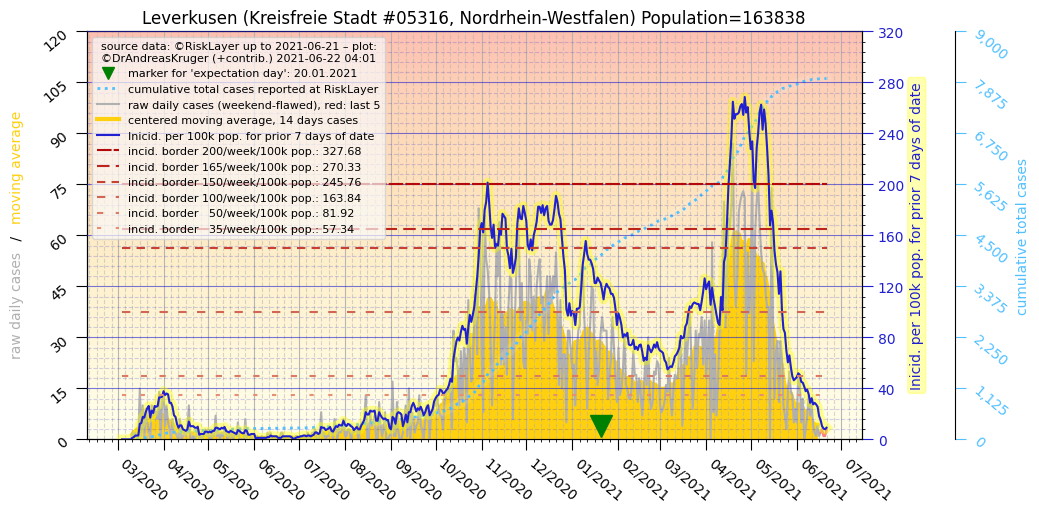 Leverkusen (Kreisfreie Stadt #05316, Nordrhein-Westfalen) Population=163838
source data: ©RiskLayer up to 2021-06-21 – plot:
©DrAndreasKruger (+contrib.) 2021-06-22 04:01
marker for 'expectation day': 20.01.2021
cumulative total cases reported at RiskLayer
raw daily cases (weekend-flawed), red: last 5
centered moving average, 14 days cases
Inicid. per 100k pop. for prior 7 days of date
incid. border 200/week/100k pop.: 327.68
incid. border 165/week/100k pop.: 270.33
incid. border 150/week/100k pop.: 245.76
incid. border 100/week/100k pop.: 163.84
incid. border   50/week/100k pop.: 81.92
incid. border   35/week/100k pop.: 57.34
raw daily cases / moving average
120
105
90
75
60
45
30
15
0
320
280
240
200
160
120
80
40
0
Inicid. per 100k pop. for prior 7 days of date
9,000
7,875
6,750
5,625
4,500
3,375
2,250
1,125
0
cumulative total cases
03/2020
04/2020
05/2020
06/2020
07/2020
08/2020
09/2020
10/2020
11/2020
12/2020
01/2021
02/2021
03/2021
04/2021
05/2021
06/2021
07/2021